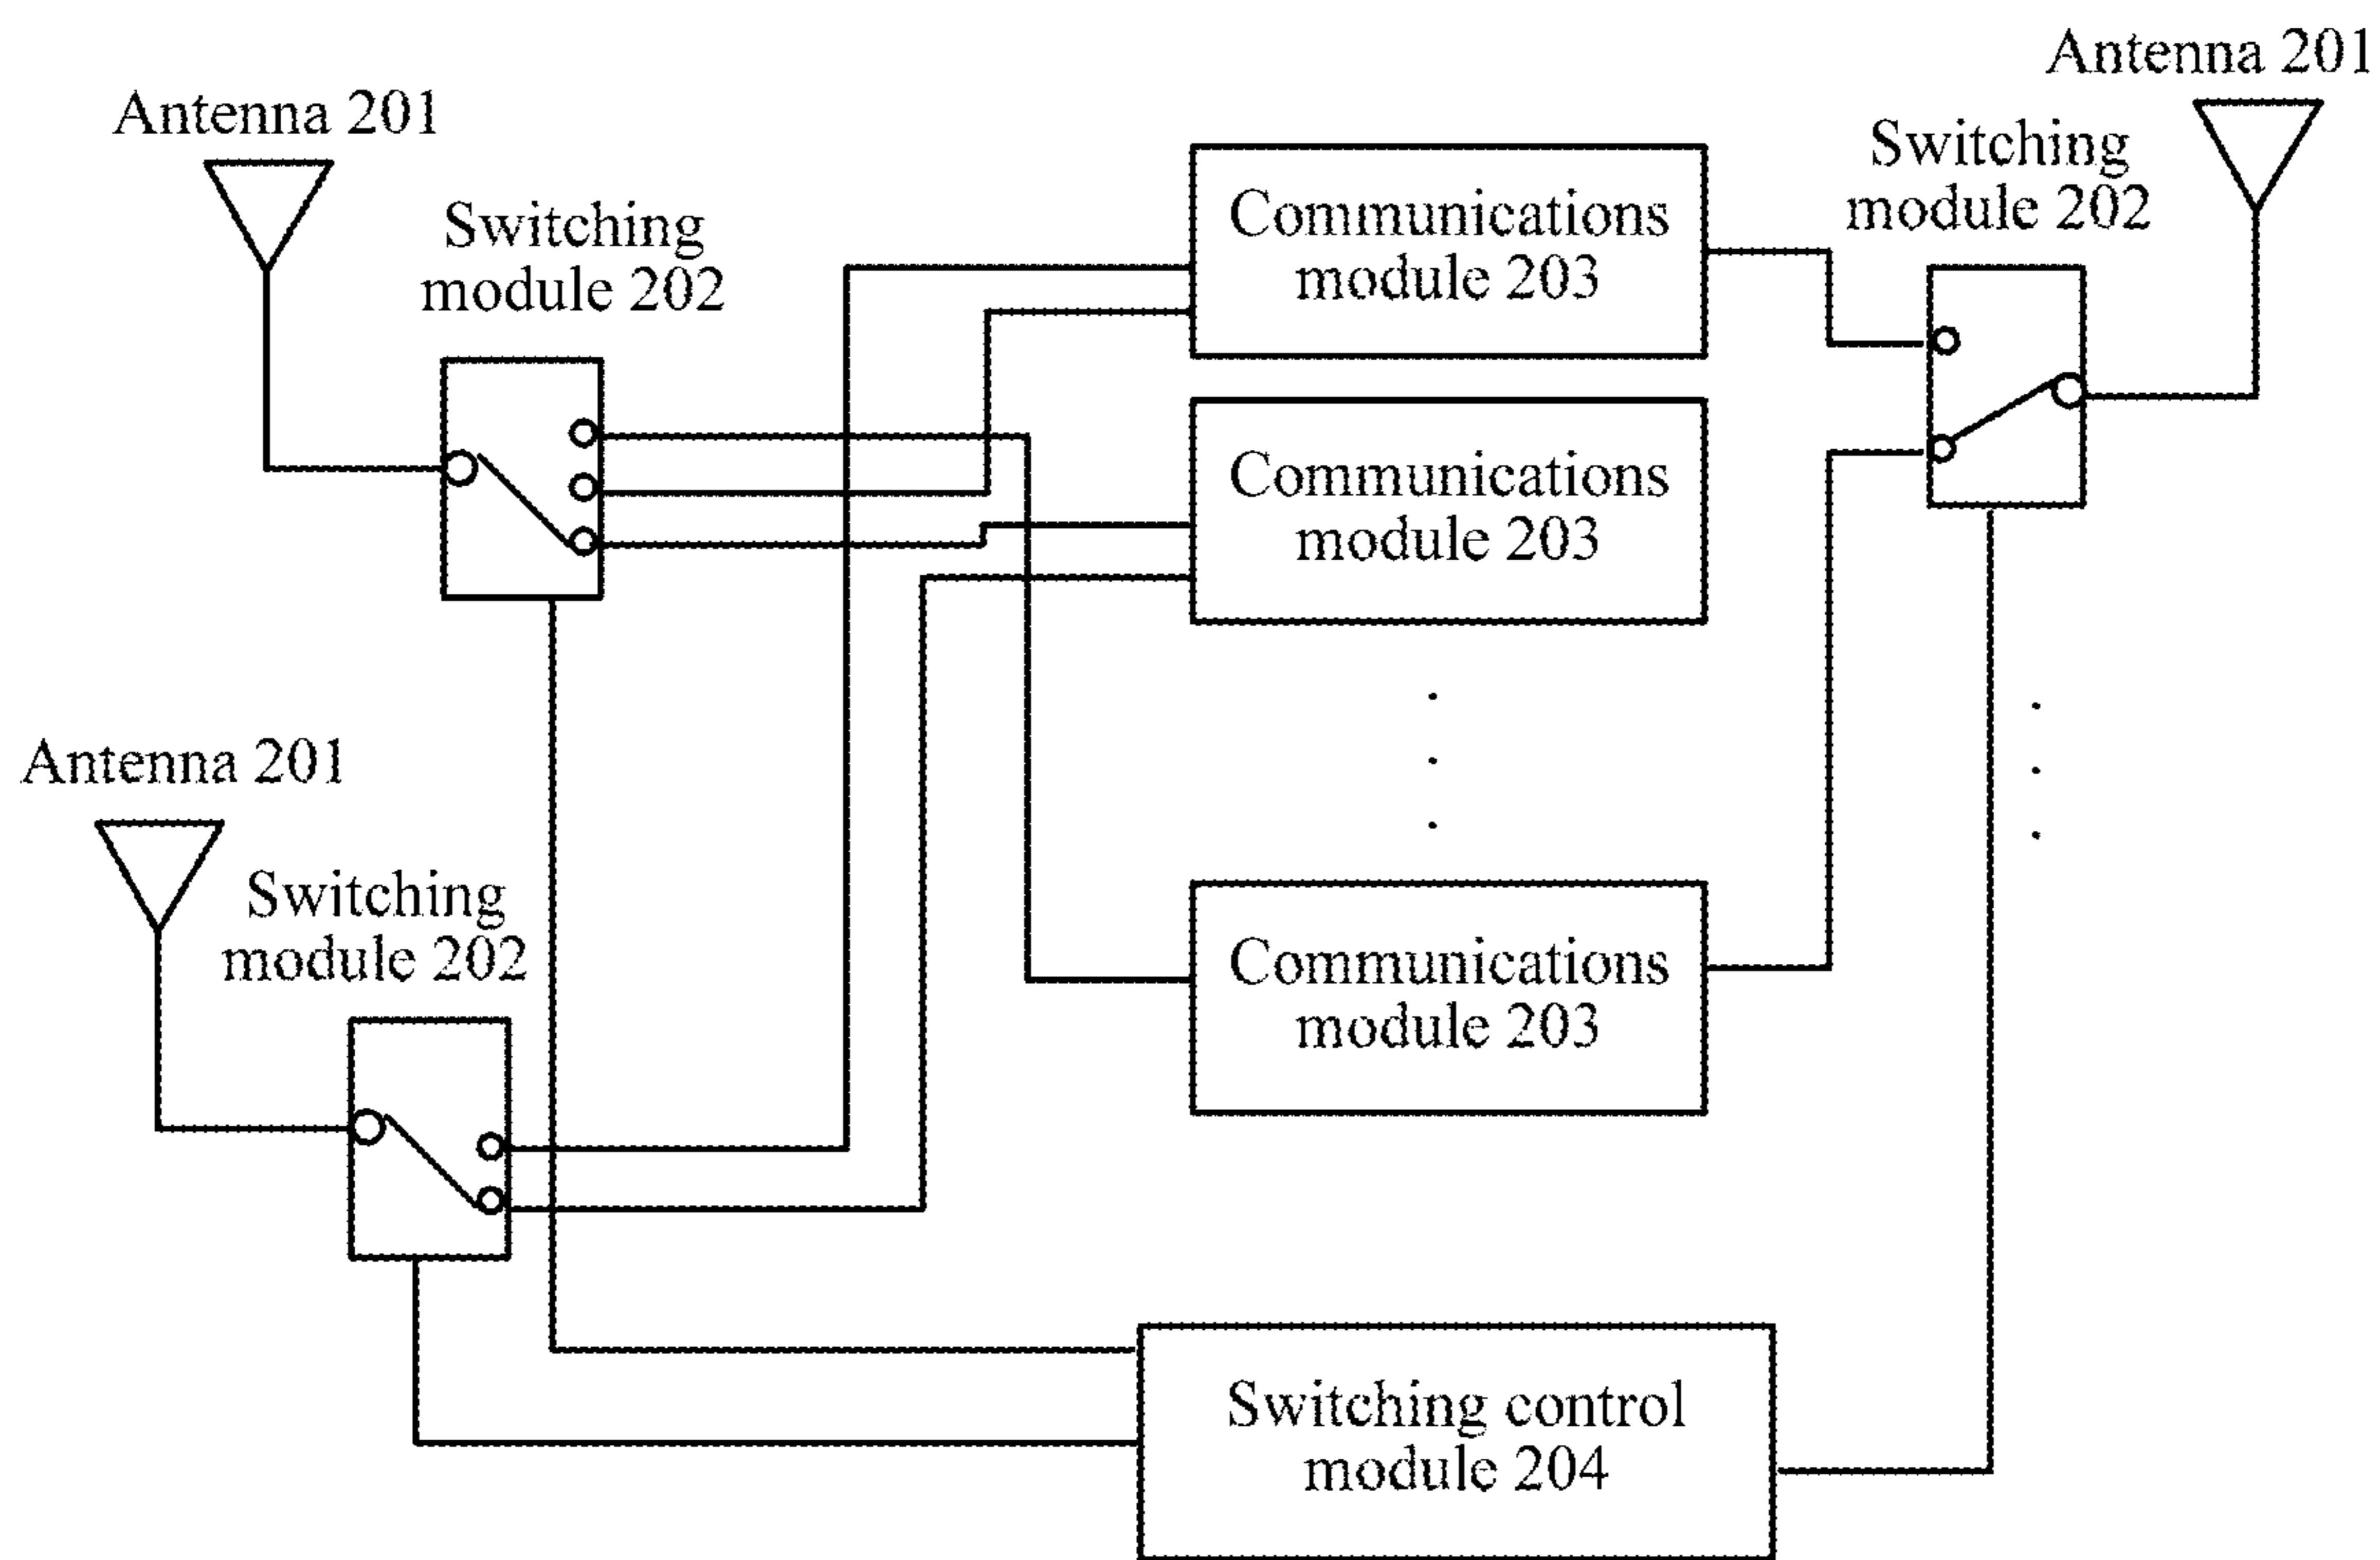 Antenna 201
Antenna 201
Switching
module 202
Communications
module 203
Switching
module 202
Communications
module 203
Antenna 201
Switching
module 202
Communications
module 203
Switching control
module 204